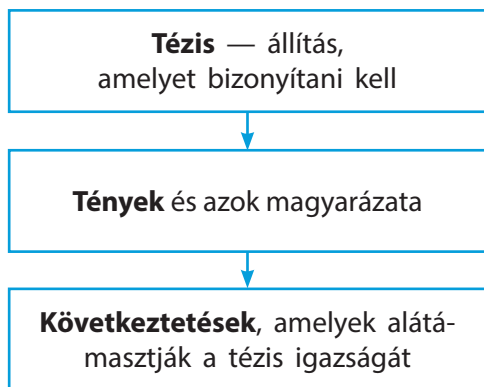 Tézis — állítás,
amelyet bizonyítani kell
Tények és azok magyarázata
Következtetések, amelyek alátá-
masztják a tézis igazságát